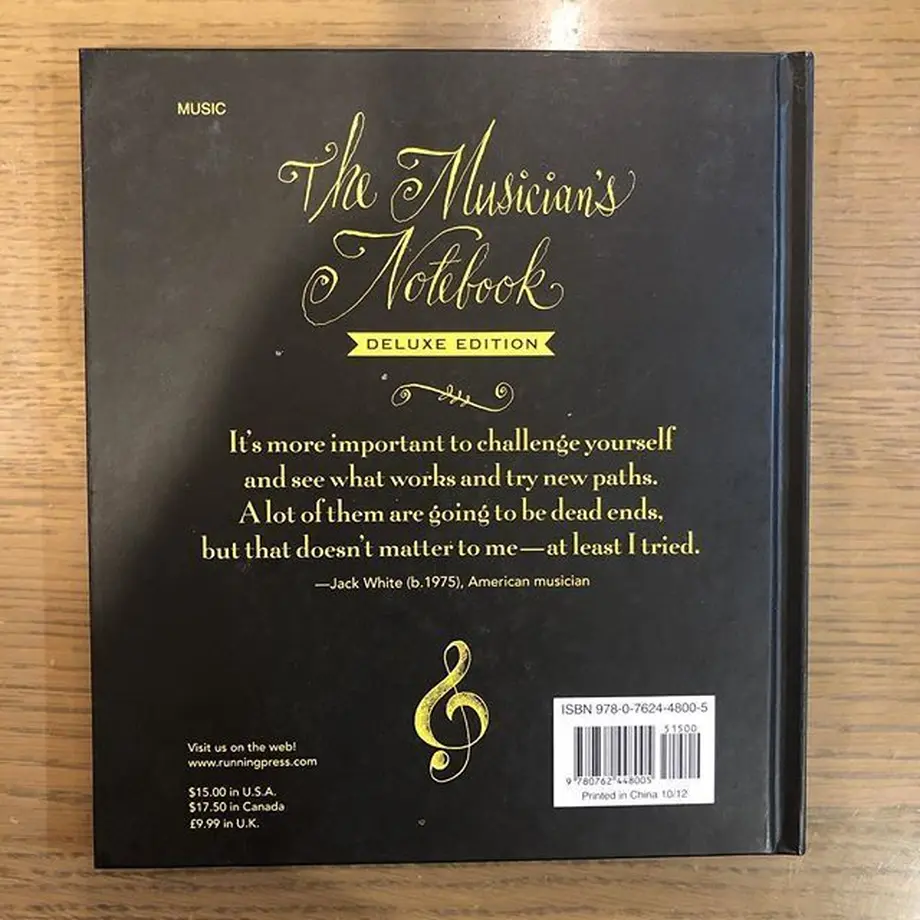 MUSIC
The Musician's
Notebook
DELUXE EDITION
It's more important to challenge yourself
and see what works and try new paths.
A lot of them are going to be dead ends,
but that doesn't matter to me—at least I tried.
—Jack White (b.1975), American musician
Visit us on the web!
www.runningpress.com
$15.00 in U.S.A.
$17.50 in Canada
£9.99 in U.K.
ISBN 978-0-7624-4800-5
51500
9 780762 448005
Printed in China 10/12